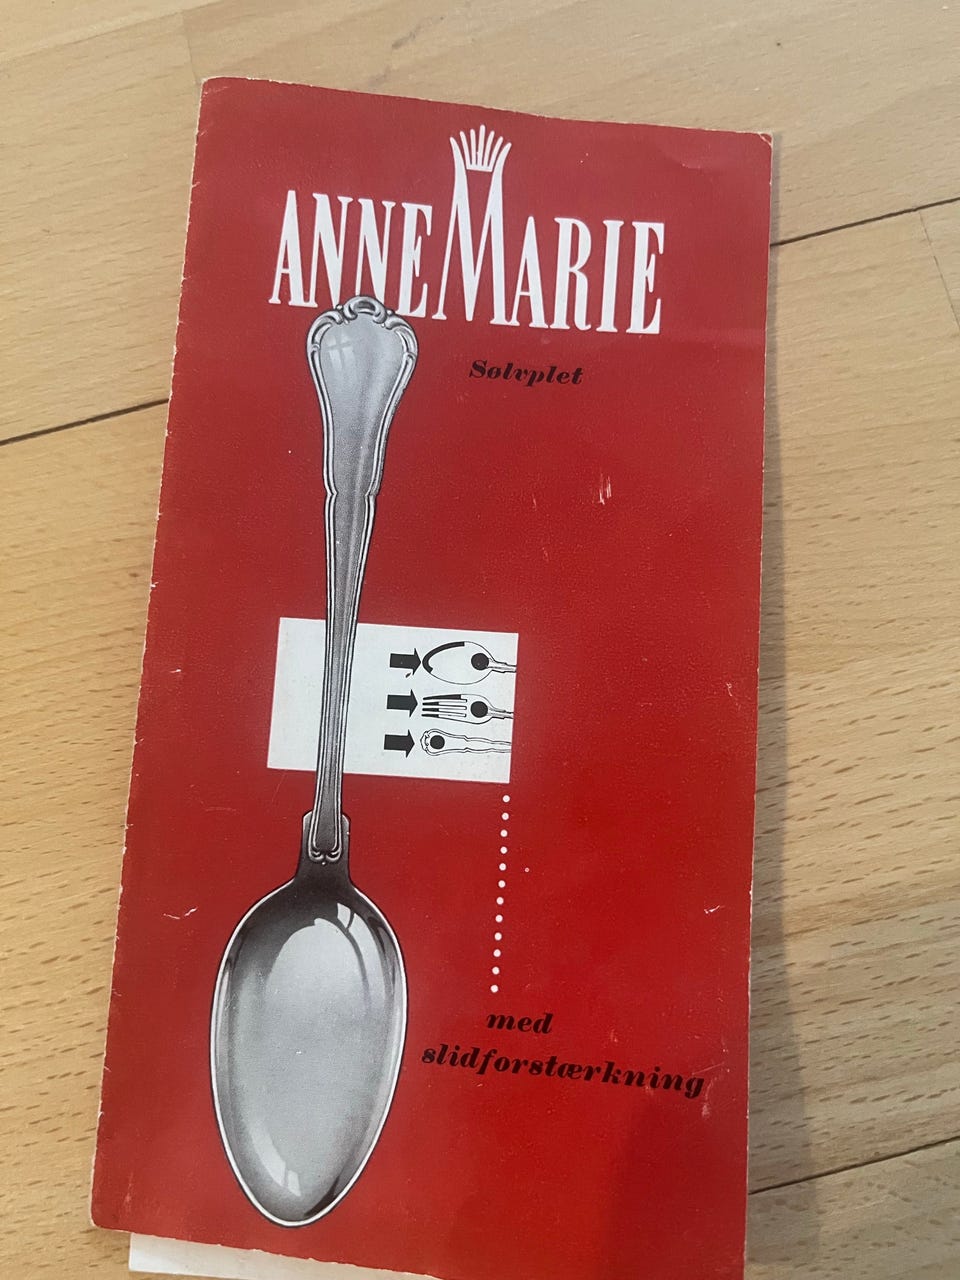 ANNEMARIE
Sølvplet
med
slidforstærkning